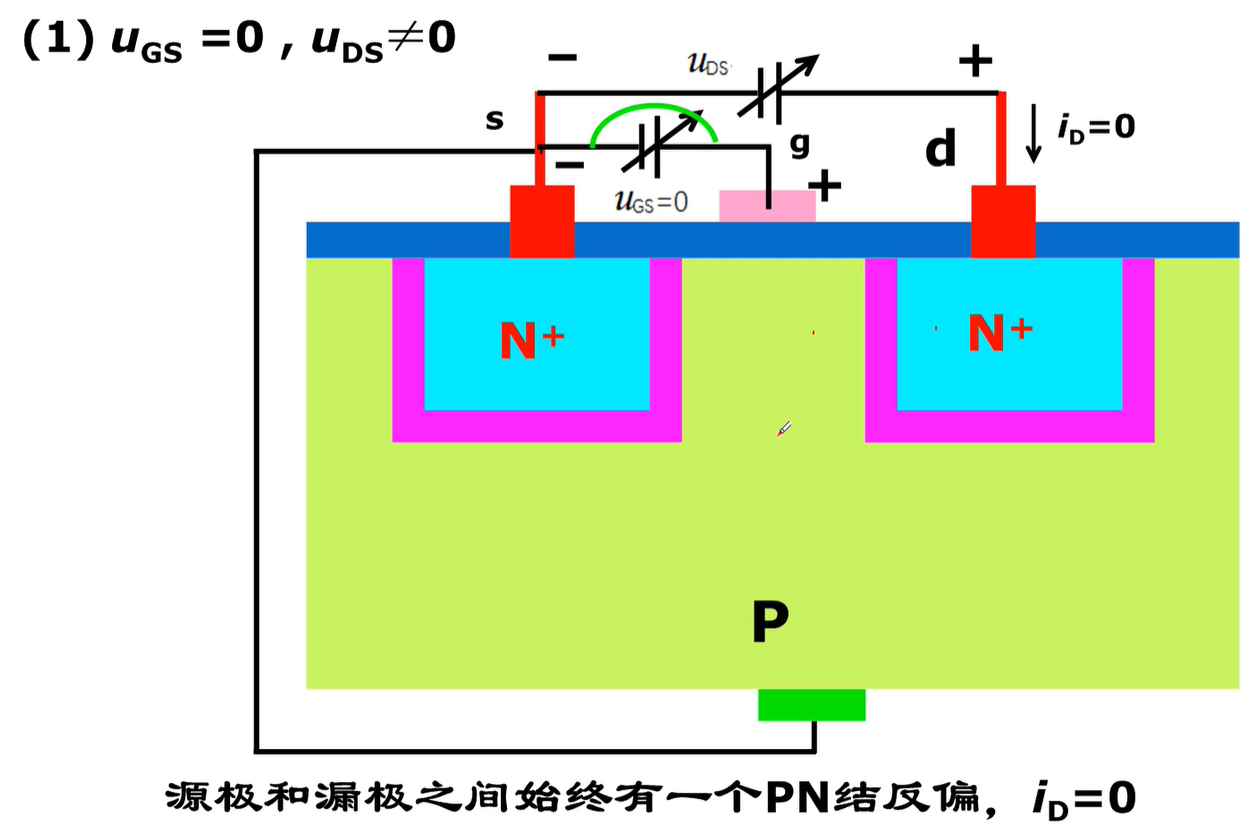 (1) uGS =0 , uDS≠0
− uDS +
s
g
d
iD=0
−
+
uGS=0
N+
N+
P
源极和漏极之间始终有一个PN结反偏，iD=0